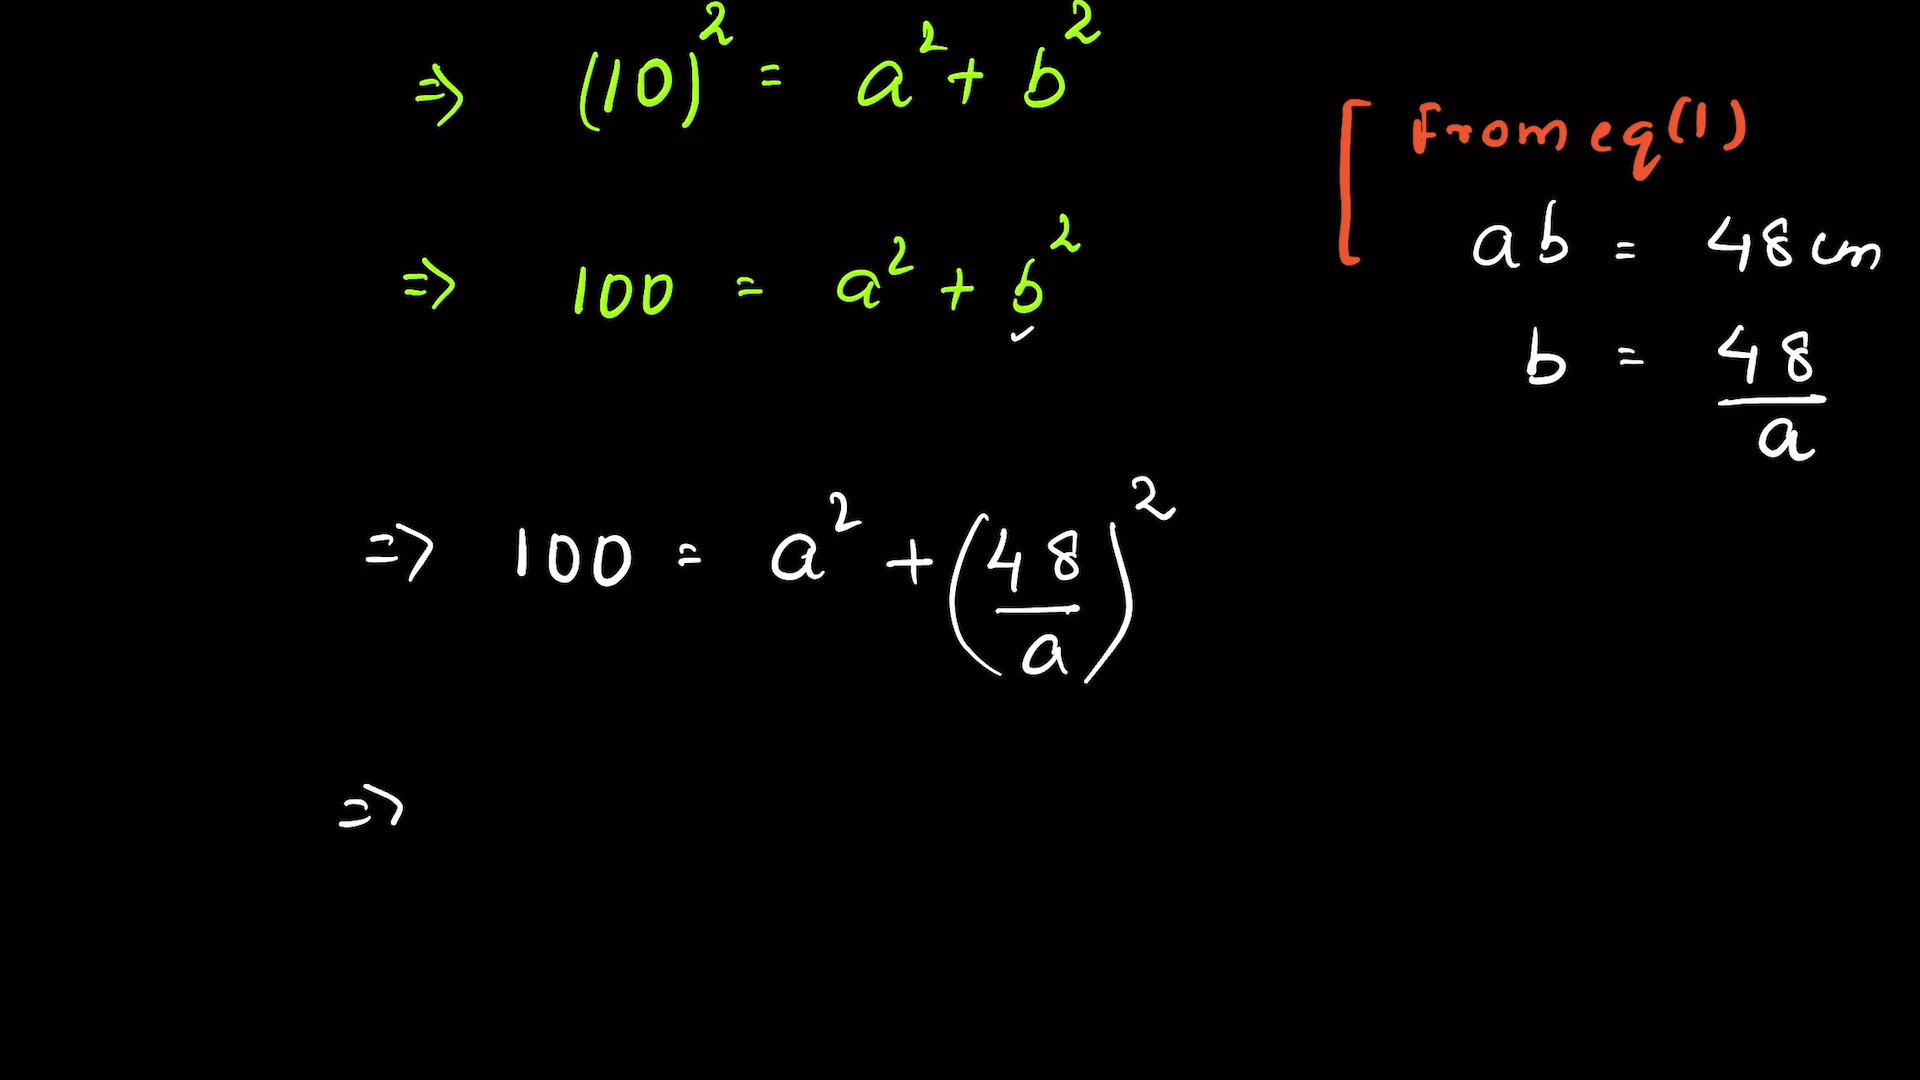 ⇒ (10)² = a² + b²
⇒ 100 = a² + b²
✓
[ From eq(1)
ab = 48 cm
b = 48/a
⇒ 100 = a² + (48/a)²
⇒